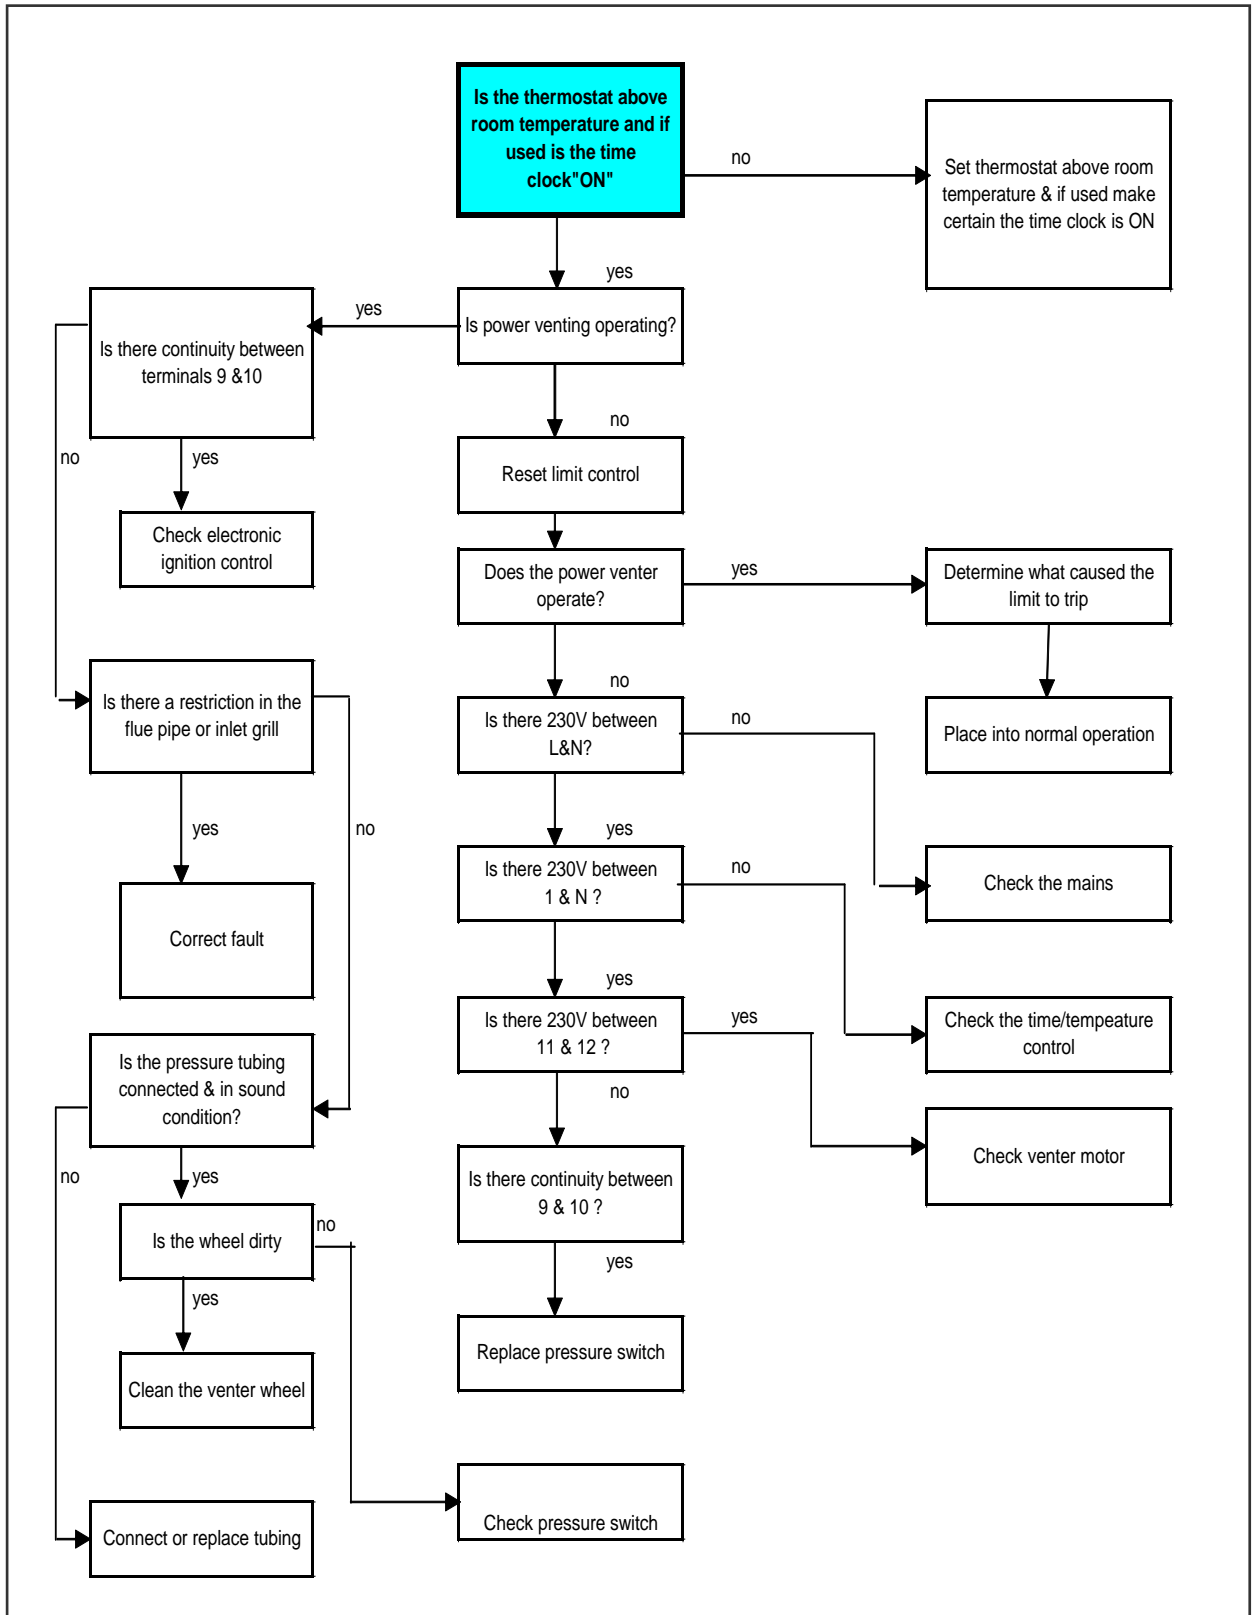 Is the thermostat above
room temperature and if
used is the time
clock"ON"
no
Set thermostat above room
temperature & if used make
certain the time clock is ON
yes
yes
Is power venting operating?
Is there continuity between
terminals 9 &10
no
no
yes
Reset limit control
Check electronic
ignition control
Does the power venter
operate?
yes
Determine what caused the
limit to trip
no
Is there a restriction in the
flue pipe or inlet grill
Is there 230V between
L&N?
no
Place into normal operation
yes
no
yes
Is there 230V between
1 & N ?
no
Check the mains
Correct fault
yes
Is there 230V between
11 & 12 ?
yes
Check the time/tempeature
control
Is the pressure tubing
connected & in sound
condition?
no
Check venter motor
no
yes
Is there continuity between
9 & 10 ?
Is the wheel dirty
no
yes
yes
Replace pressure switch
Clean the venter wheel
Check pressure switch
Connect or replace tubing